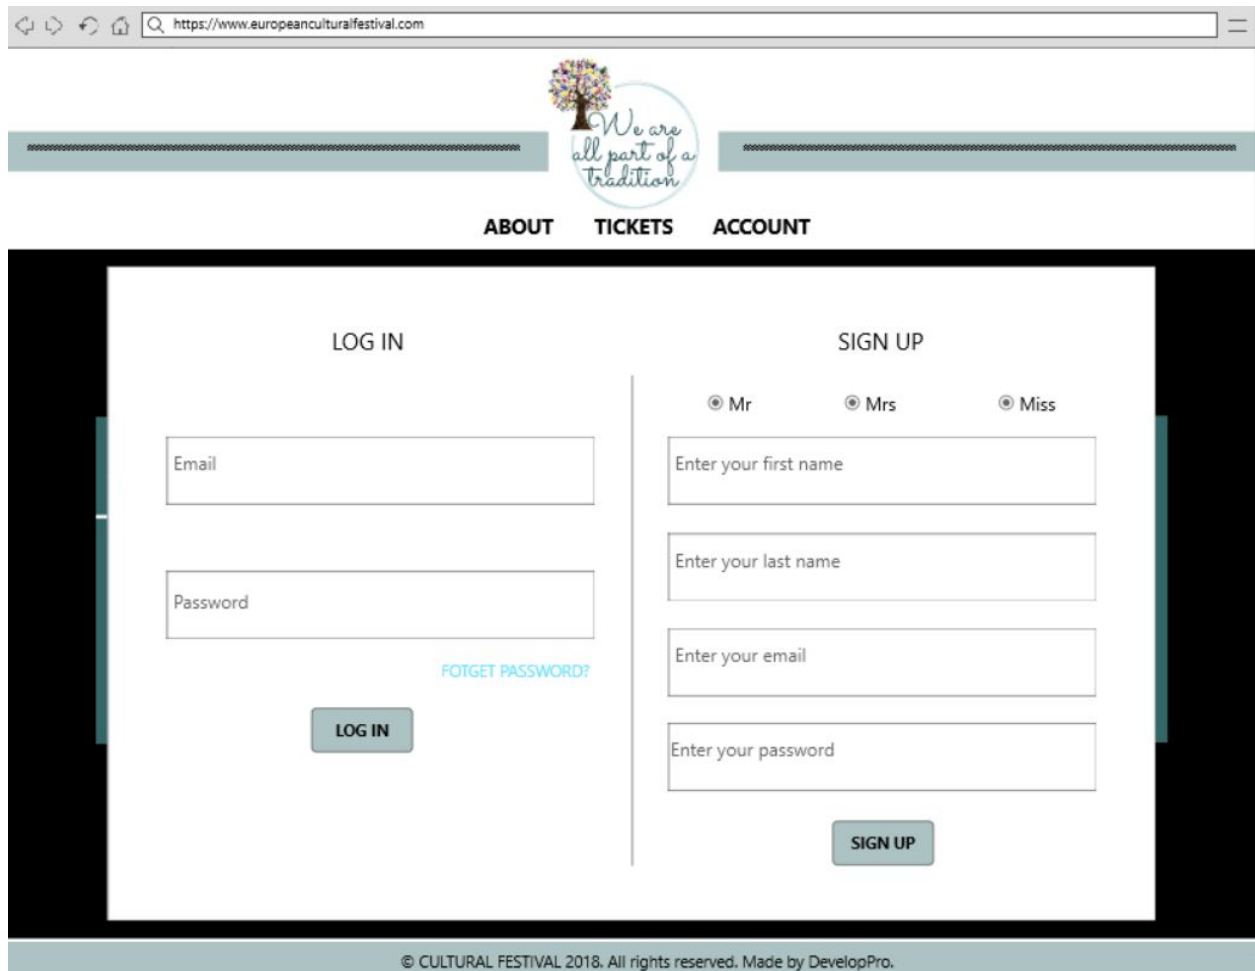 https://www.europeanculturalfestival.com
We are
all part of a
tradition
ABOUT TICKETS ACCOUNT
LOG IN
Email
Password
FOTGET PASSWORD?
LOG IN
SIGN UP
Mr Mrs Miss
Enter your first name
Enter your last name
Enter your email
Enter your password
SIGN UP
© CULTURAL FESTIVAL 2018. All rights reserved. Made by DevelopPro.